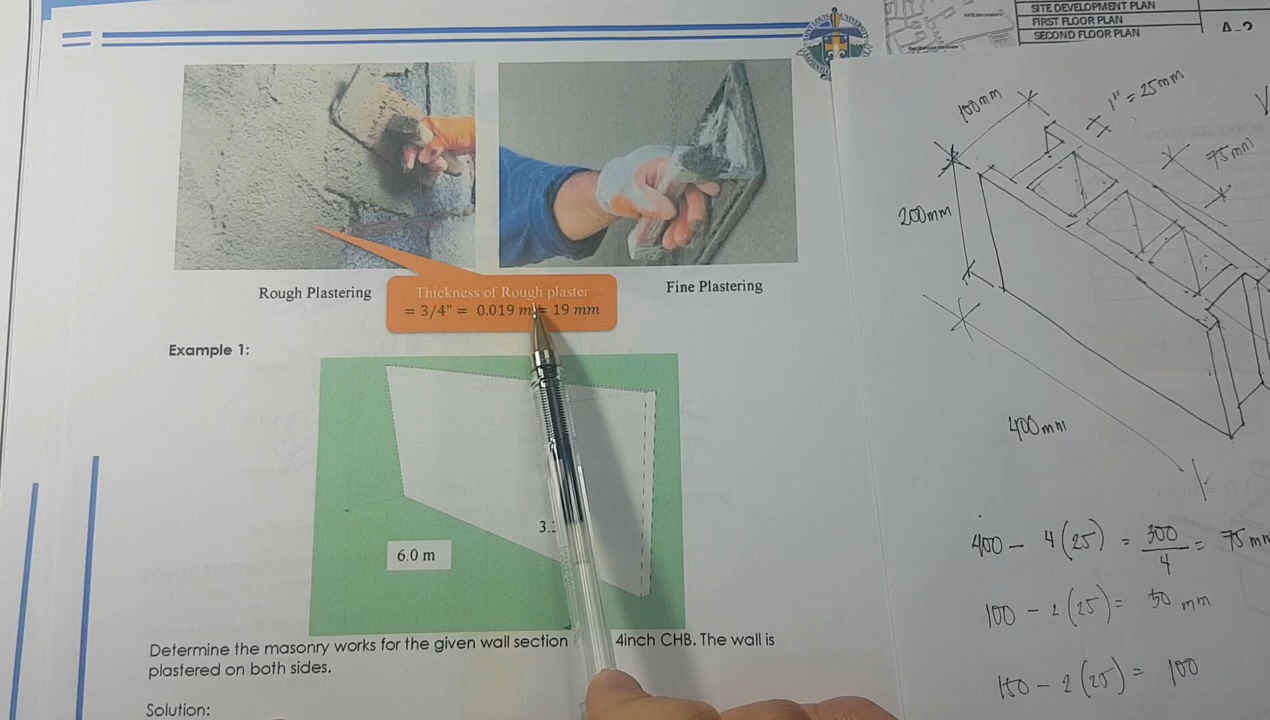 SITE DEVELOPMENT PLAN
FIRST FLOOR PLAN
SECOND FLOOR PLAN
Rough Plastering
Fine Plastering
Thickness of Rough plaster
= 3/4" = 0.019 m = 19 mm
Example 1:
6.0 m
Determine the masonry works for the given wall section 4inch CHB. The wall is
plastered on both sides.
Solution:
100mm
1" = 25mm
75mm
200mm
400mm
400 - 4(25) = 300/4 = 75 mm
100 - 2(25) = 50 mm
150 - 2(25) = 100